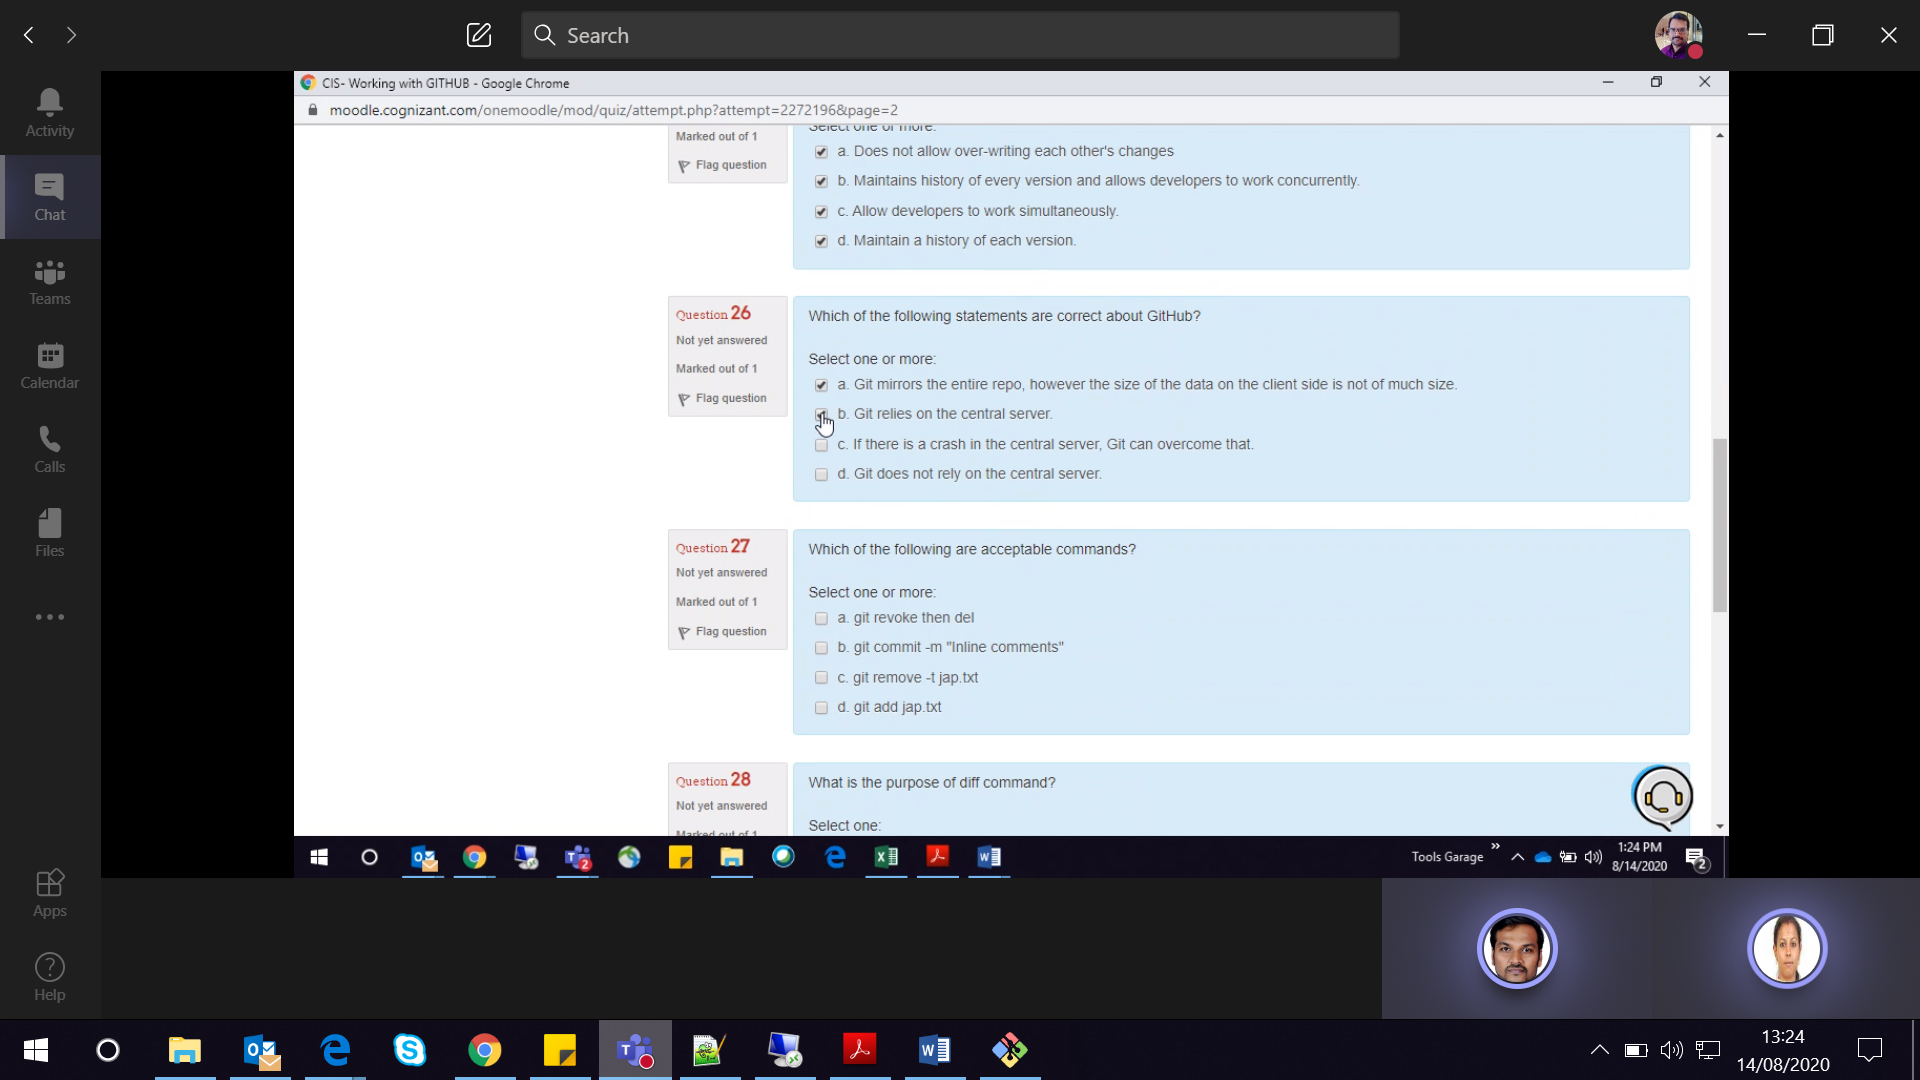 Search
Activity
Chat
Teams
Calendar
Calls
Files
Apps
Help
CIS- Working with GITHUB - Google Chrome
moodle.cognizant.com/onemoodle/mod/quiz/attempt.php?attempt=2272196&page=2
Marked out of 1
Flag question
Select one or more:
a. Does not allow over-writing each other's changes
b. Maintains history of every version and allows developers to work concurrently.
c. Allow developers to work simultaneously.
d. Maintain a history of each version.
Question 26
Not yet answered
Marked out of 1
Flag question
Which of the following statements are correct about GitHub?
Select one or more:
a. Git mirrors the entire repo, however the size of the data on the client side is not of much size.
b. Git relies on the central server.
c. If there is a crash in the central server, Git can overcome that.
d. Git does not rely on the central server.
Question 27
Not yet answered
Marked out of 1
Flag question
Which of the following are acceptable commands?
Select one or more:
a. git revoke then del
b. git commit -m "Inline comments"
c. git remove -t jap.txt
d. git add jap.txt
Question 28
Not yet answered
Marked out of 1
What is the purpose of diff command?
Select one:
Tools Garage
1:24 PM
8/14/2020
2
13:24
14/08/2020